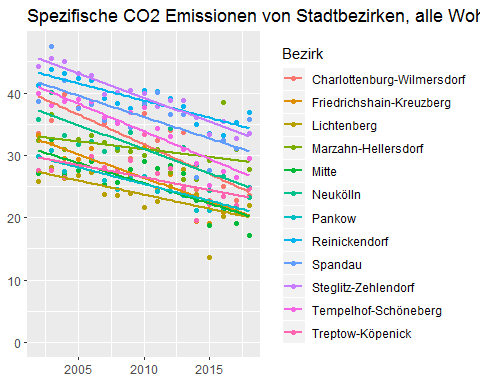 Spezifische CO2 Emissionen von Stadtbezirken, alle Woh
Bezirk
Charlottenburg-Wilmersdorf
Friedrichshain-Kreuzberg
Lichtenberg
Marzahn-Hellersdorf
Mitte
Neukölln
Pankow
Reinickendorf
Spandau
Steglitz-Zehlendorf
Tempelhof-Schöneberg
Treptow-Köpenick
40
30
20
10
0
2005 2010 2015